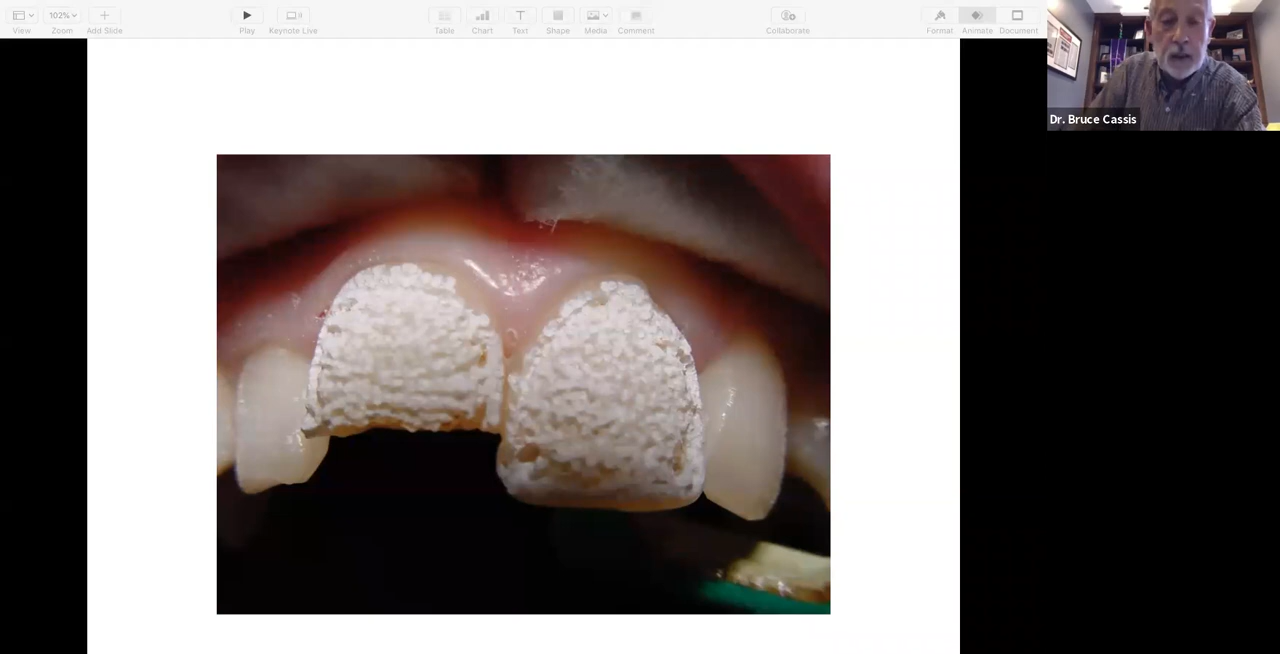 View
102%
Zoom
Add Slide
Play
Keynote Live
Table
Chart
Text
Shape
Media
Comment
Collaborate
Format
Animate
Document
Dr. Bruce Cassis